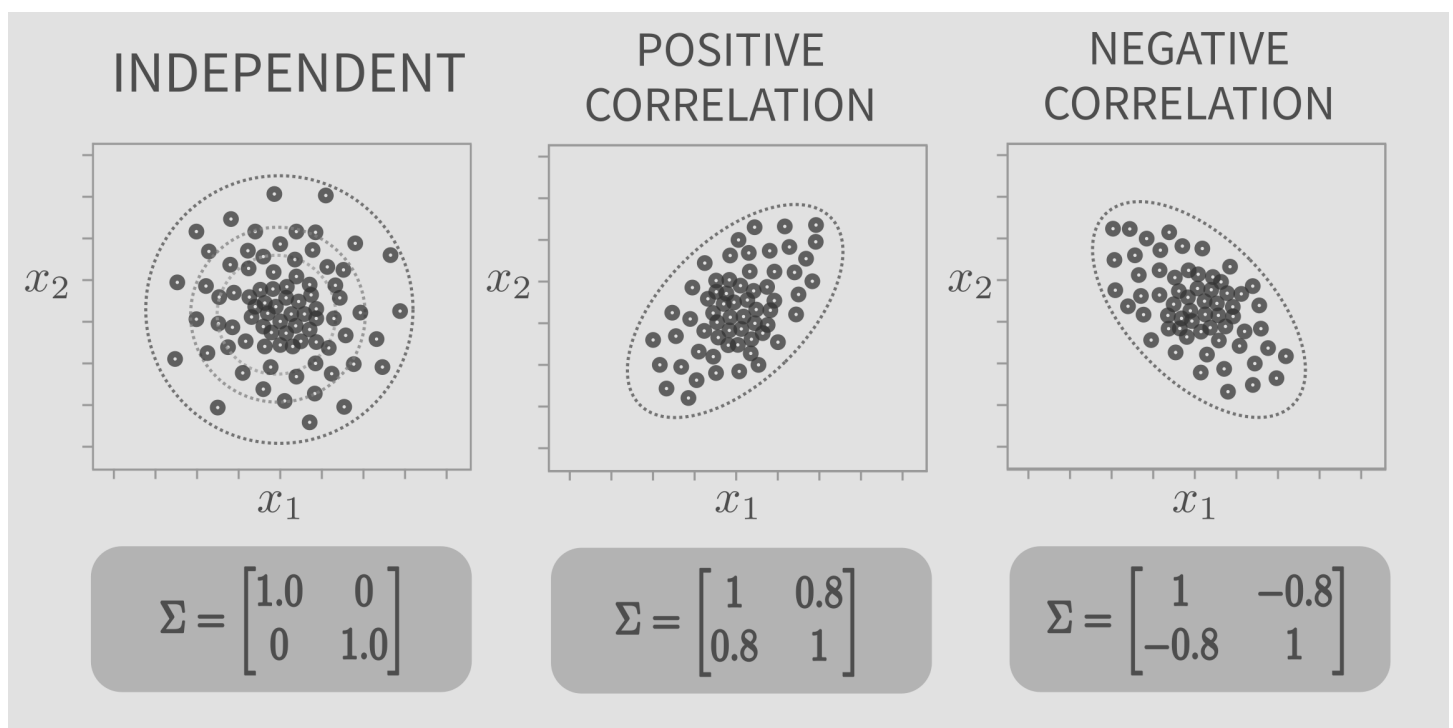 INDEPENDENT
POSITIVE
CORRELATION
NEGATIVE
CORRELATION
x₂
x₂
x₂
x₁
x₁
x₁
Σ = [1.0 0
0 1.0]
Σ = [1 0.8
0.8 1]
Σ = [1 −0.8
−0.8 1]